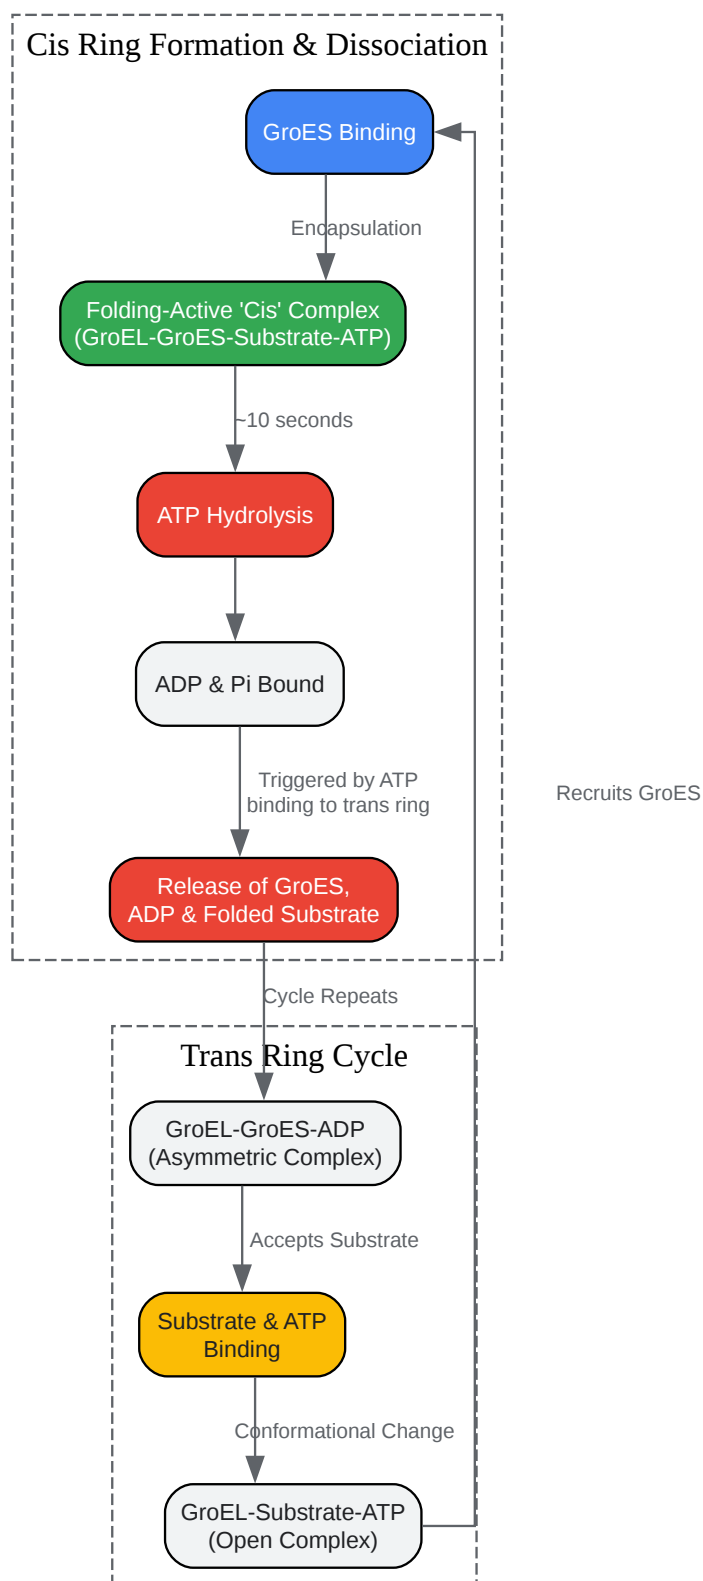 Cis Ring Formation & Dissociation
GroES Binding
Encapsulation
Folding-Active 'Cis' Complex
(GroEL-GroES-Substrate-ATP)
~10 seconds
ATP Hydrolysis
ADP & Pi Bound
Triggered by ATP
binding to trans ring
Recruits GroES
Release of GroES,
ADP & Folded Substrate
Cycle Repeats
Trans Ring Cycle
GroEL-GroES-ADP
(Asymmetric Complex)
Accepts Substrate
Substrate & ATP
Binding
Conformational Change
GroEL-Substrate-ATP
(Open Complex)